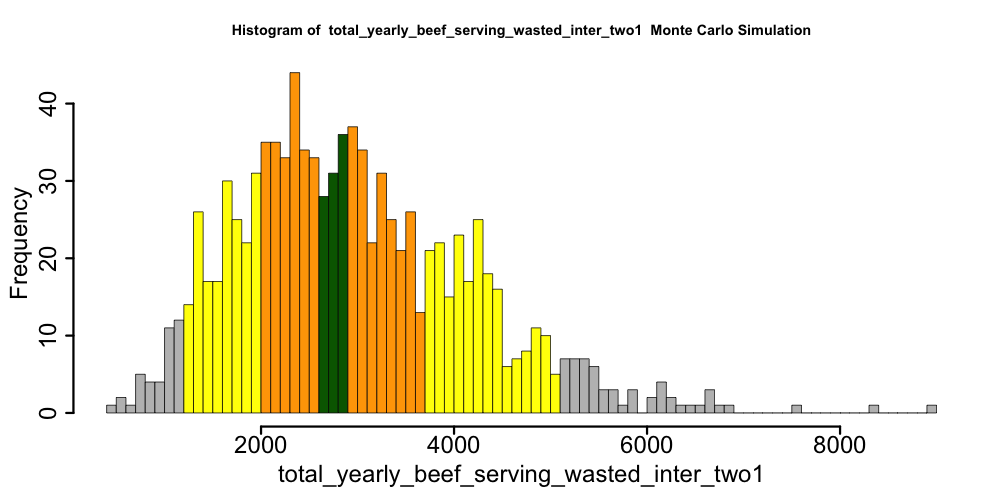 Histogram of  total_yearly_beef_serving_wasted_inter_two1  Monte Carlo Simulation
Frequency
40
30
20
10
0
2000 4000 6000 8000
total_yearly_beef_serving_wasted_inter_two1